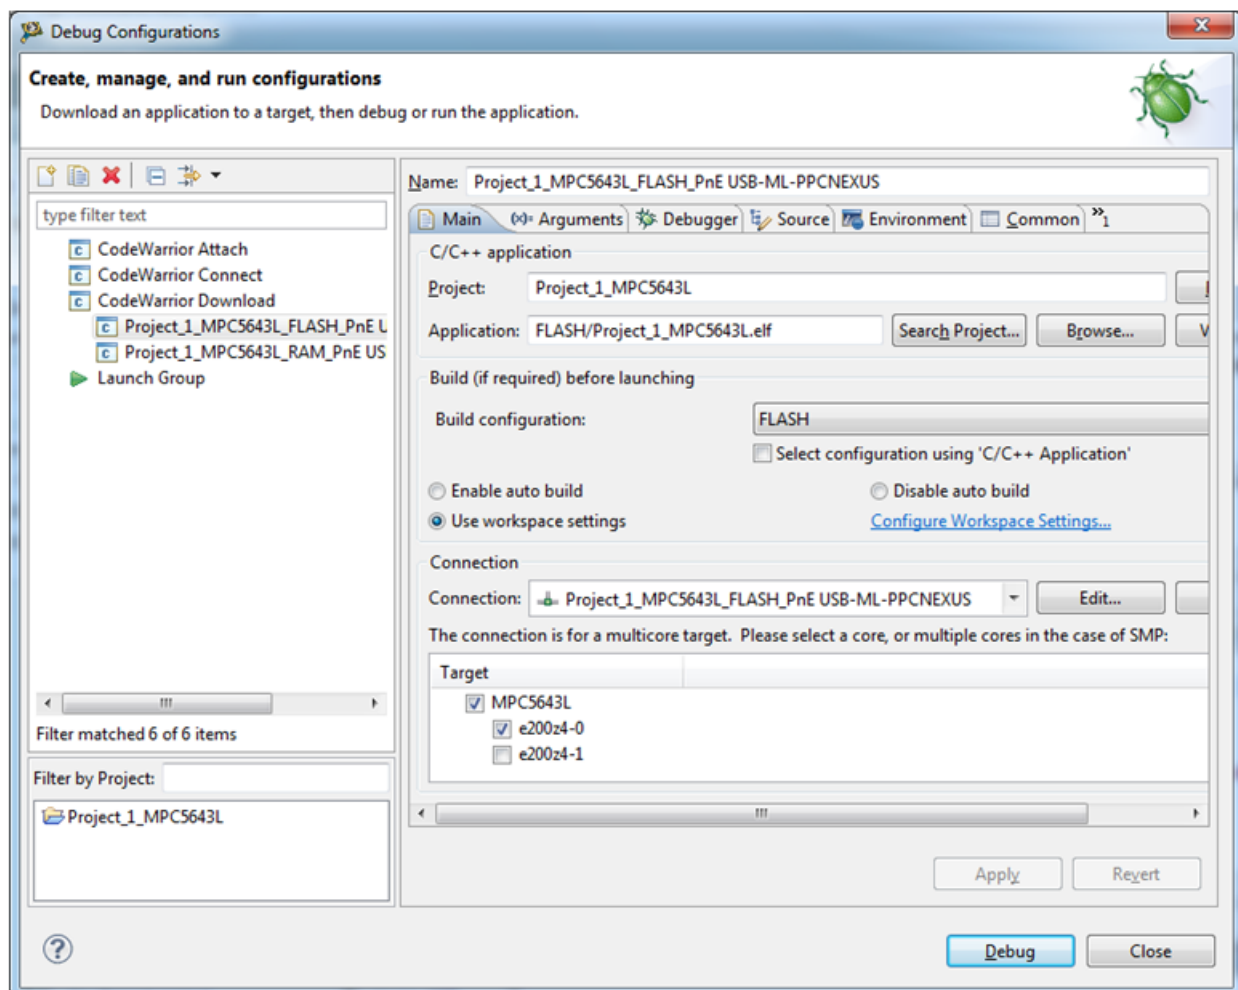 Debug Configurations
Create, manage, and run configurations
Download an application to a target, then debug or run the application.
type filter text
CodeWarrior Attach
CodeWarrior Connect
CodeWarrior Download
Project_1_MPC5643L_FLASH_PnE U
Project_1_MPC5643L_RAM_PnE US
Launch Group
Filter matched 6 of 6 items
Filter by Project:
Project_1_MPC5643L
Name: Project_1_MPC5643L_FLASH_PnE USB-ML-PPCNEXUS
Main (x)= Arguments Debugger Source Environment Common »1
C/C++ application
Project: Project_1_MPC5643L
Application: FLASH/Project_1_MPC5643L.elf Search Project... Browse...
Build (if required) before launching
Build configuration: FLASH
Select configuration using 'C/C++ Application'
Enable auto build Disable auto build
Use workspace settings Configure Workspace Settings...
Connection
Connection: Project_1_MPC5643L_FLASH_PnE USB-ML-PPCNEXUS Edit...
The connection is for a multicore target. Please select a core, or multiple cores in the case of SMP:
Target
MPC5643L
e200z4-0
e200z4-1
Apply Revert
? Debug Close